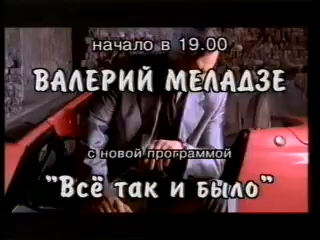 начало в 19.00
ВАЛЕРИЙ МЕЛАДЗЕ
с новой программой
"Всё так и было"